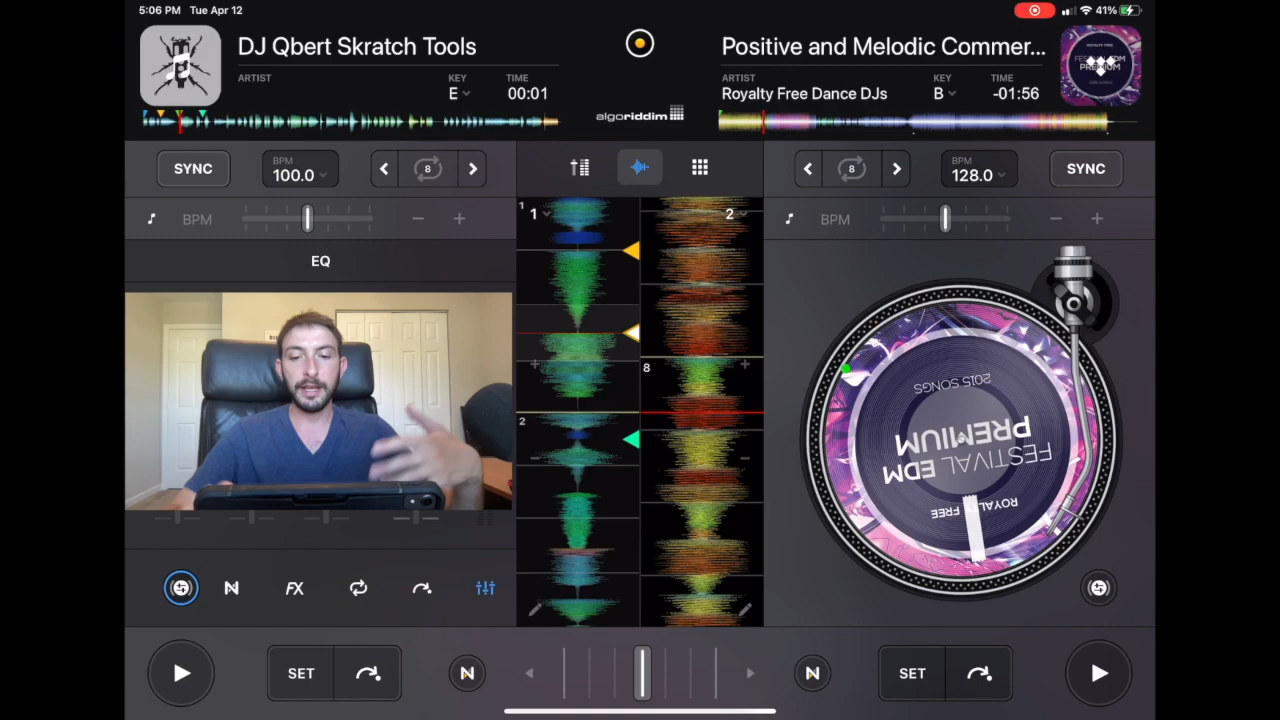 5:06 PM Tue Apr 12
41%
DJ Qbert Skratch Tools
ARTIST
KEY
TIME
E
00:01
algoriddim
Positive and Melodic Commer...
ARTIST
KEY
TIME
Royalty Free Dance DJs
B
-01:56
SYNC
BPM
100.0
8
8
BPM
128.0
SYNC
BPM
BPM
EQ
1
1
2
8
2
2015 SONGS
PREMIUM
FESTIVAL EDM
ROYALTY FREE
FX
SET
SET